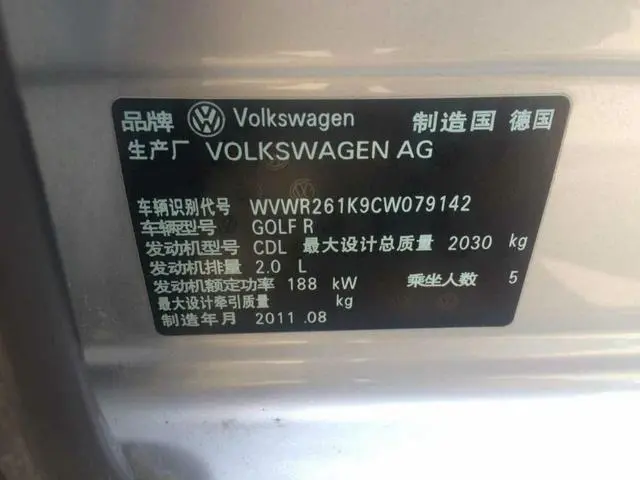 品牌 Volkswagen 制造国 德国
生产厂 VOLKSWAGEN AG
车辆识别代号 WVWR261K9CW079142
车辆型号 GOLF R
发动机型号 CDL 最大设计总质量 2030 kg
发动机排量 2.0 L
发动机额定功率 188 kW 乘坐人数 5
最大设计牵引质量 kg
制造年月 2011.08